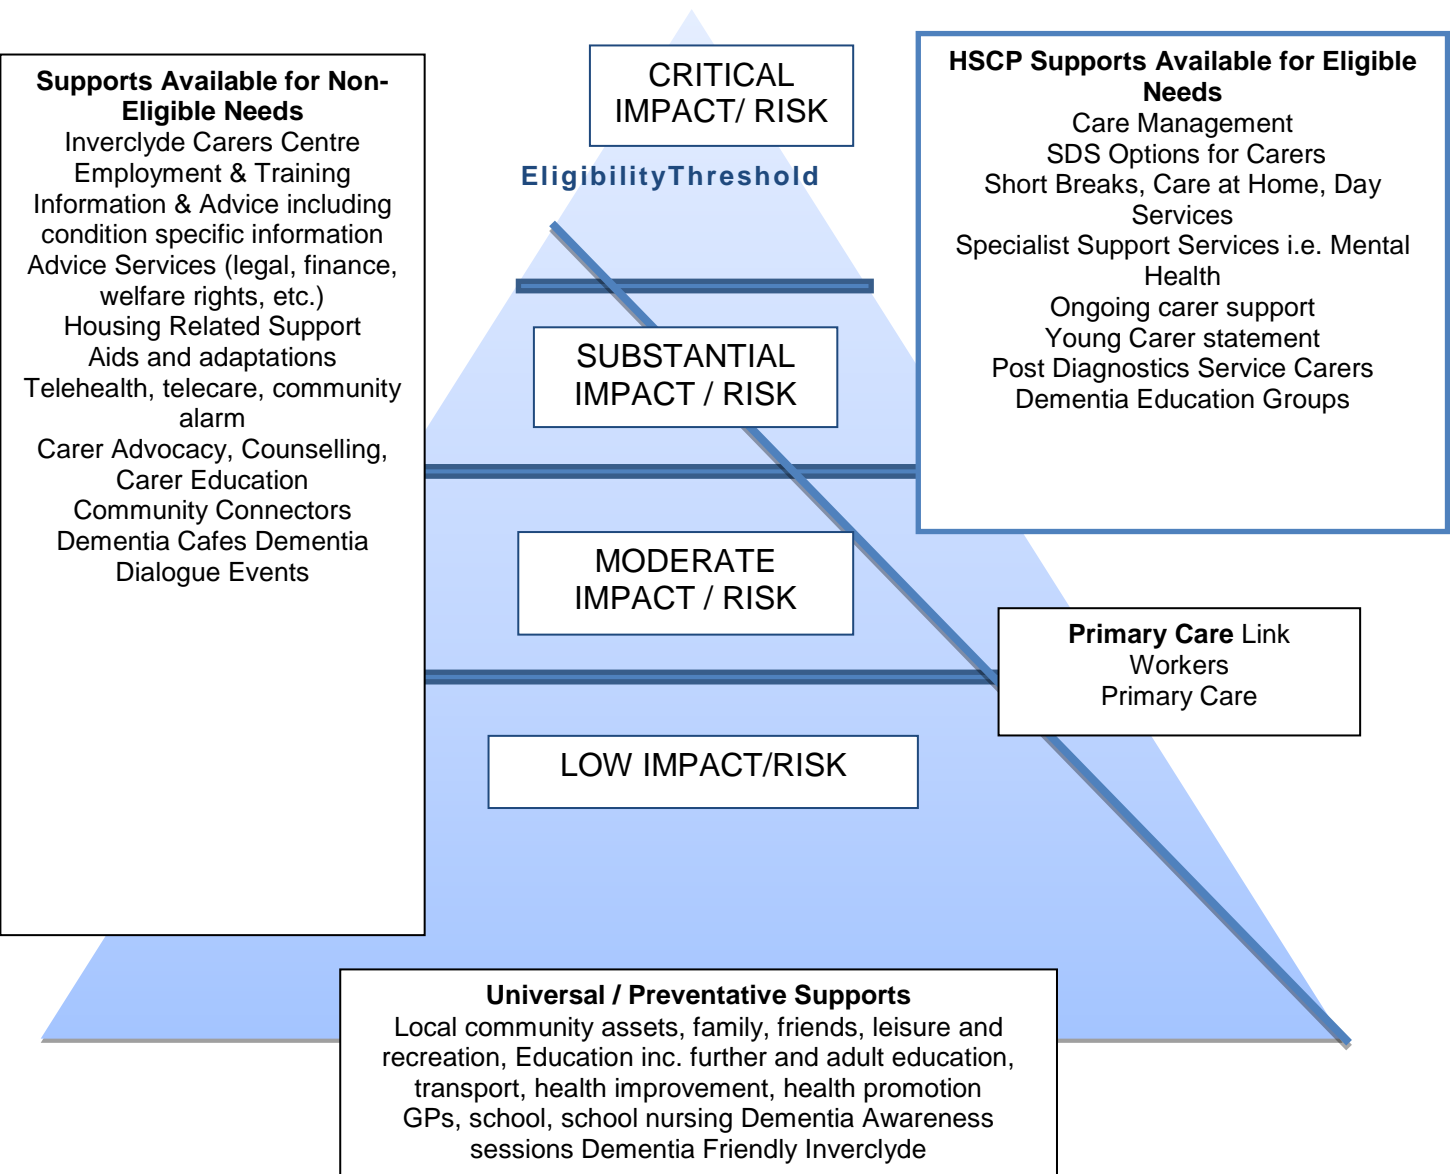 Supports Available for Non-
Eligible Needs
Inverclyde Carers Centre
Employment & Training
Information & Advice including
condition specific information
Advice Services (legal, finance,
welfare rights, etc.)
Housing Related Support
Aids and adaptations
Telehealth, telecare, community
alarm
Carer Advocacy, Counselling,
Carer Education
Community Connectors
Dementia Cafes Dementia
Dialogue Events
CRITICAL
IMPACT/ RISK
EligibilityThreshold
SUBSTANTIAL
IMPACT / RISK
MODERATE
IMPACT / RISK
LOW IMPACT/RISK
HSCP Supports Available for Eligible
Needs
Care Management
SDS Options for Carers
Short Breaks, Care at Home, Day
Services
Specialist Support Services i.e. Mental
Health
Ongoing carer support
Young Carer statement
Post Diagnostics Service Carers
Dementia Education Groups
Primary Care Link
Workers
Primary Care
Universal / Preventative Supports
Local community assets, family, friends, leisure and
recreation, Education inc. further and adult education,
transport, health improvement, health promotion
GPs, school, school nursing Dementia Awareness
sessions Dementia Friendly Inverclyde